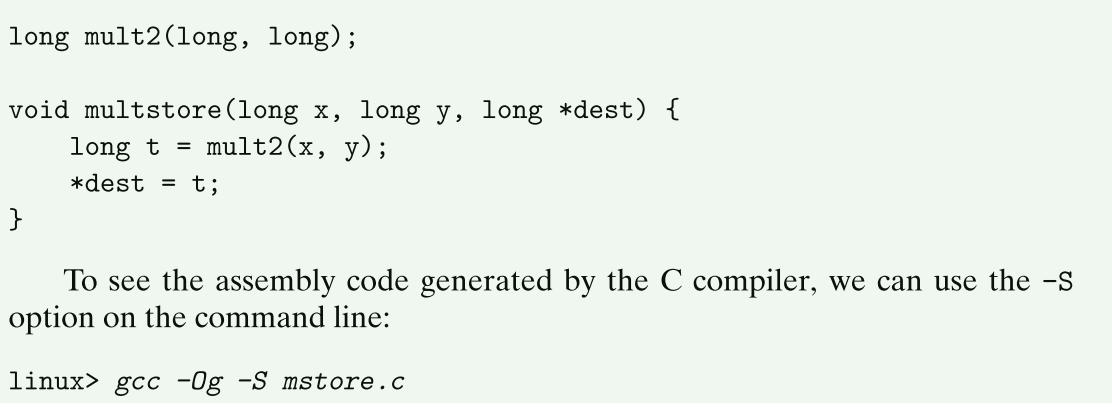 long mult2(long, long);
void multstore(long x, long y, long *dest) {
    long t = mult2(x, y);
    *dest = t;
}
To see the assembly code generated by the C compiler, we can use the -S
option on the command line:
linux> gcc -Og -S mstore.c